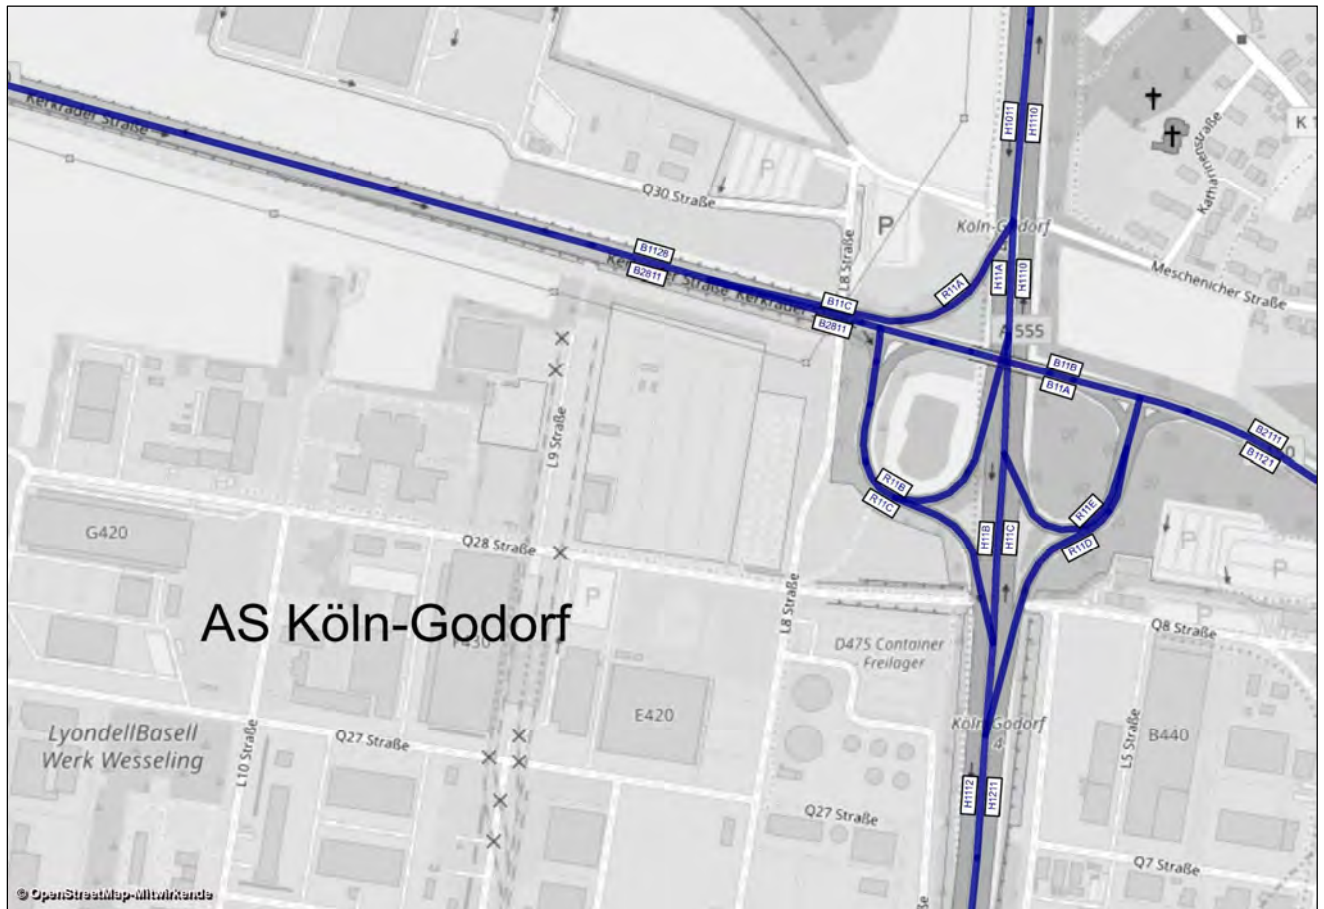 Kerkrader Straße
Q30 Straße
P
P
H1011
H1110
K 1
Katharinenstraße
Köln-Godorf
Meschenicher Straße
L8 Straße
B1128
B2811
Kerkrader
B11C
B2811
R11A
H11A
H1110
A 555
B11B
B11A
B2111
B1121
L9 Straße
R11B
R11C
R11E
R11D
H11B
H11C
P
P
G420
Q28 Straße
P
L8 Straße
P
Q8 Straße
AS Köln-Godorf
D475 Container
Freilager
E420
Köln-Godorf
4
L5 Straße
B440
LyondellBasell
Werk Wesseling
Q27 Straße
L10 Straße
H1112
H1211
Q27 Straße
Q7 Straße
© OpenStreetMap-Mitwirkende